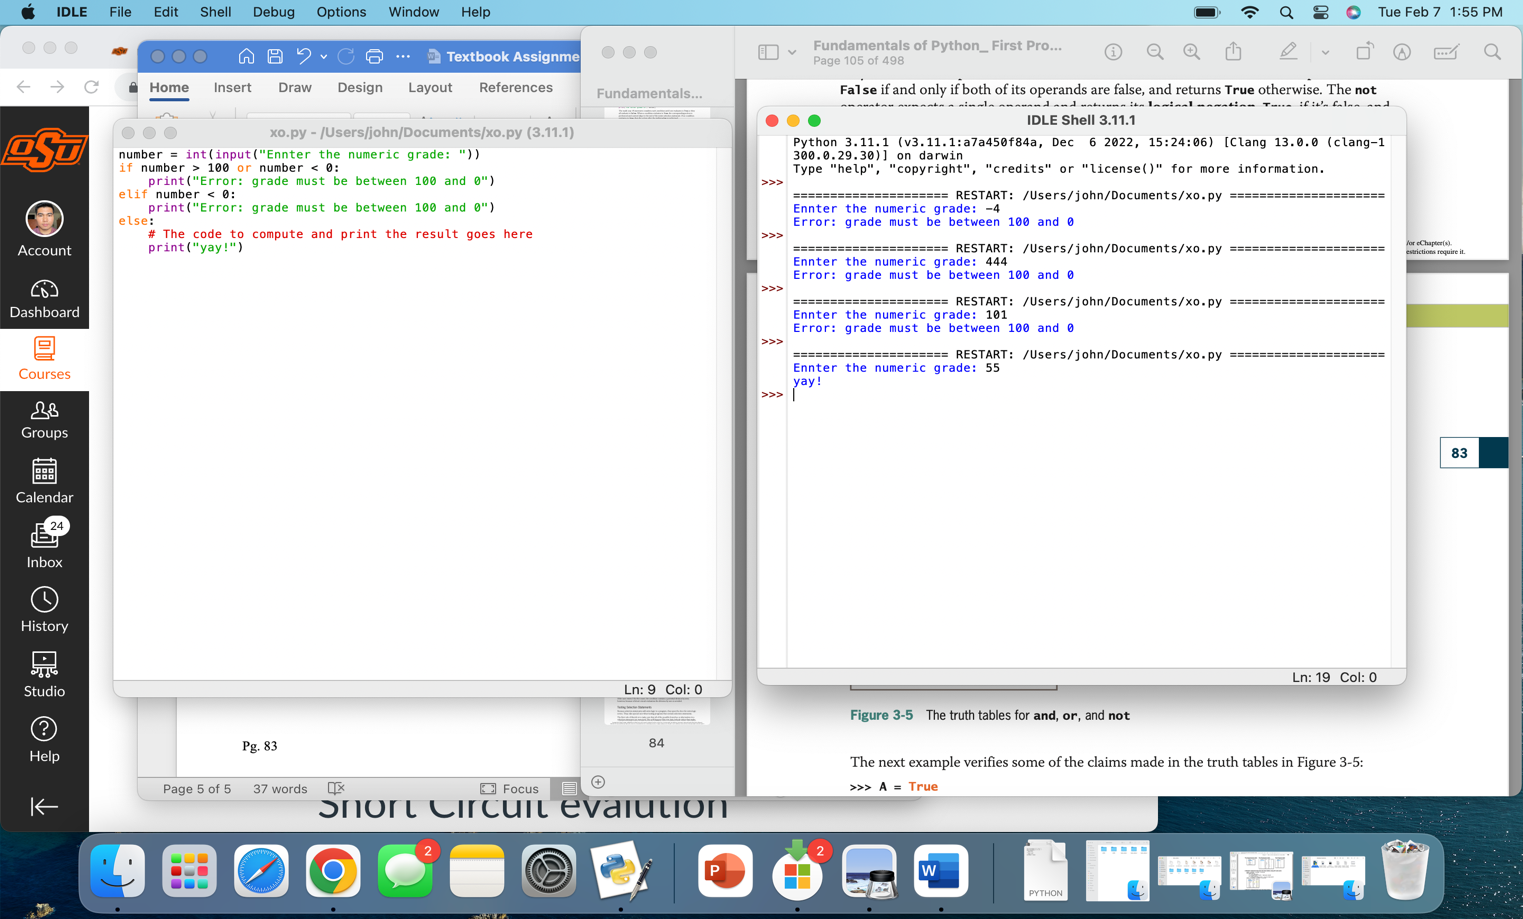 IDLE File Edit Shell Debug Options Window Help
Tue Feb 7 1:55 PM
Textbook Assignme
Home Insert Draw Design Layout References
Fundamentals...
Fundamentals of Python_ First Pro...
Page 105 of 498
False if and only if both of its operands are false, and returns True otherwise. The not
xo.py - /Users/john/Documents/xo.py (3.11.1)
number = int(input("Ennter the numeric grade: "))
if number > 100 or number < 0:
    print("Error: grade must be between 100 and 0")
elif number < 0:
    print("Error: grade must be between 100 and 0")
else:
    # The code to compute and print the result goes here
    print("yay!")
Ln: 9 Col: 0
IDLE Shell 3.11.1
Python 3.11.1 (v3.11.1:a7a450f84a, Dec  6 2022, 15:24:06) [Clang 13.0.0 (clang-1
300.0.29.30)] on darwin
Type "help", "copyright", "credits" or "license()" for more information.
>>>
===================== RESTART: /Users/john/Documents/xo.py =====================
Ennter the numeric grade: -4
Error: grade must be between 100 and 0
>>>
===================== RESTART: /Users/john/Documents/xo.py =====================
Ennter the numeric grade: 444
Error: grade must be between 100 and 0
>>>
===================== RESTART: /Users/john/Documents/xo.py =====================
Ennter the numeric grade: 101
Error: grade must be between 100 and 0
>>>
===================== RESTART: /Users/john/Documents/xo.py =====================
Ennter the numeric grade: 55
yay!
>>>
Ln: 19 Col: 0
/or eChapter(s).
estrictions require it.
83
OSU
Account
Dashboard
Courses
Groups
Calendar
24
Inbox
History
Studio
Help
Pg. 83
Page 5 of 5 37 words Focus
84
Figure 3-5 The truth tables for and, or, and not
The next example verifies some of the claims made in the truth tables in Figure 3-5:
>>> A = True
Short Circuit evalution
2
P
2
W
PYTHON